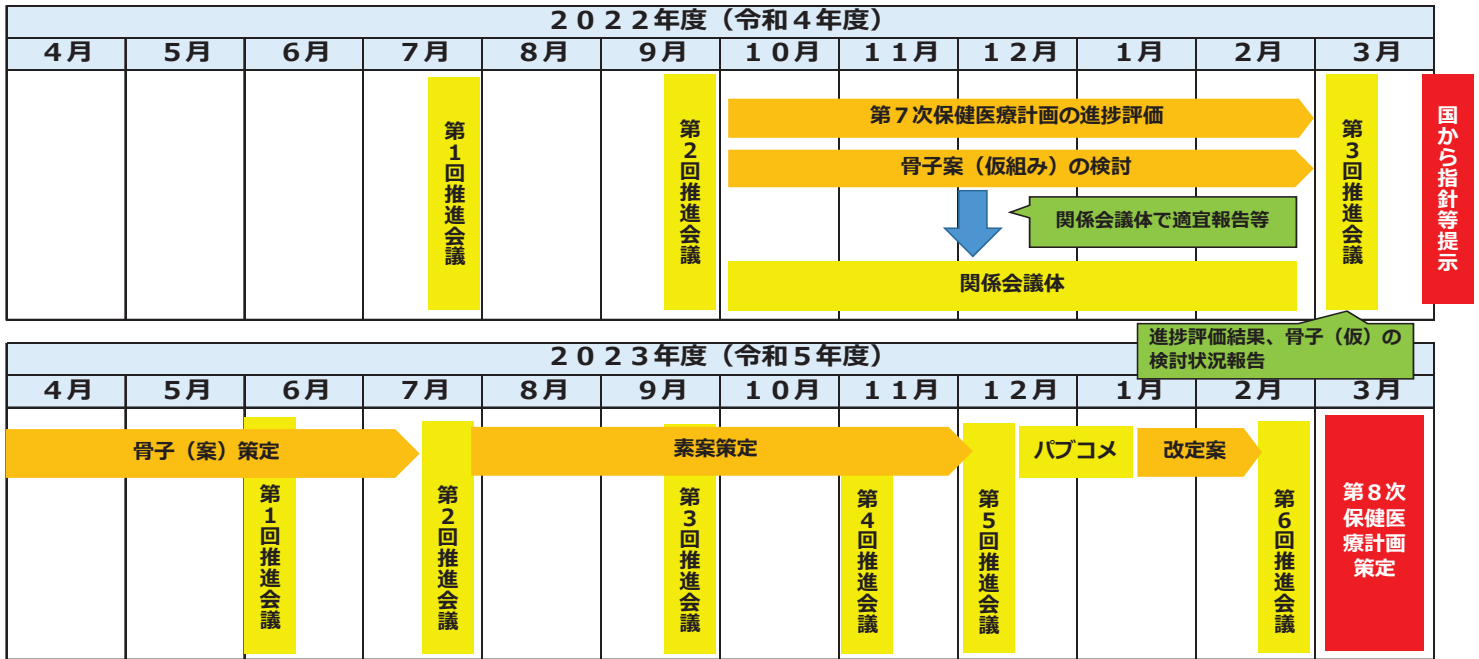 ２０２２年度（令和４年度）
４月 ５月 ６月 ７月 ８月 ９月 １０月 １１月 １２月 １月 ２月 ３月
第１回推進会議
第２回推進会議
第７次保健医療計画の進捗評価
骨子案（仮組み）の検討
関係会議体で適宜報告等
関係会議体
第３回推進会議
国から指針等提示
進捗評価結果、骨子（仮）の
検討状況報告
２０２３年度（令和５年度）
４月 ５月 ６月 ７月 ８月 ９月 １０月 １１月 １２月 １月 ２月 ３月
骨子（案）策定
第１回推進会議
第２回推進会議
素案策定
第３回推進会議
第４回推進会議
第５回推進会議
パブコメ
改定案
第６回推進会議
第８次
保健医
療計画
策定